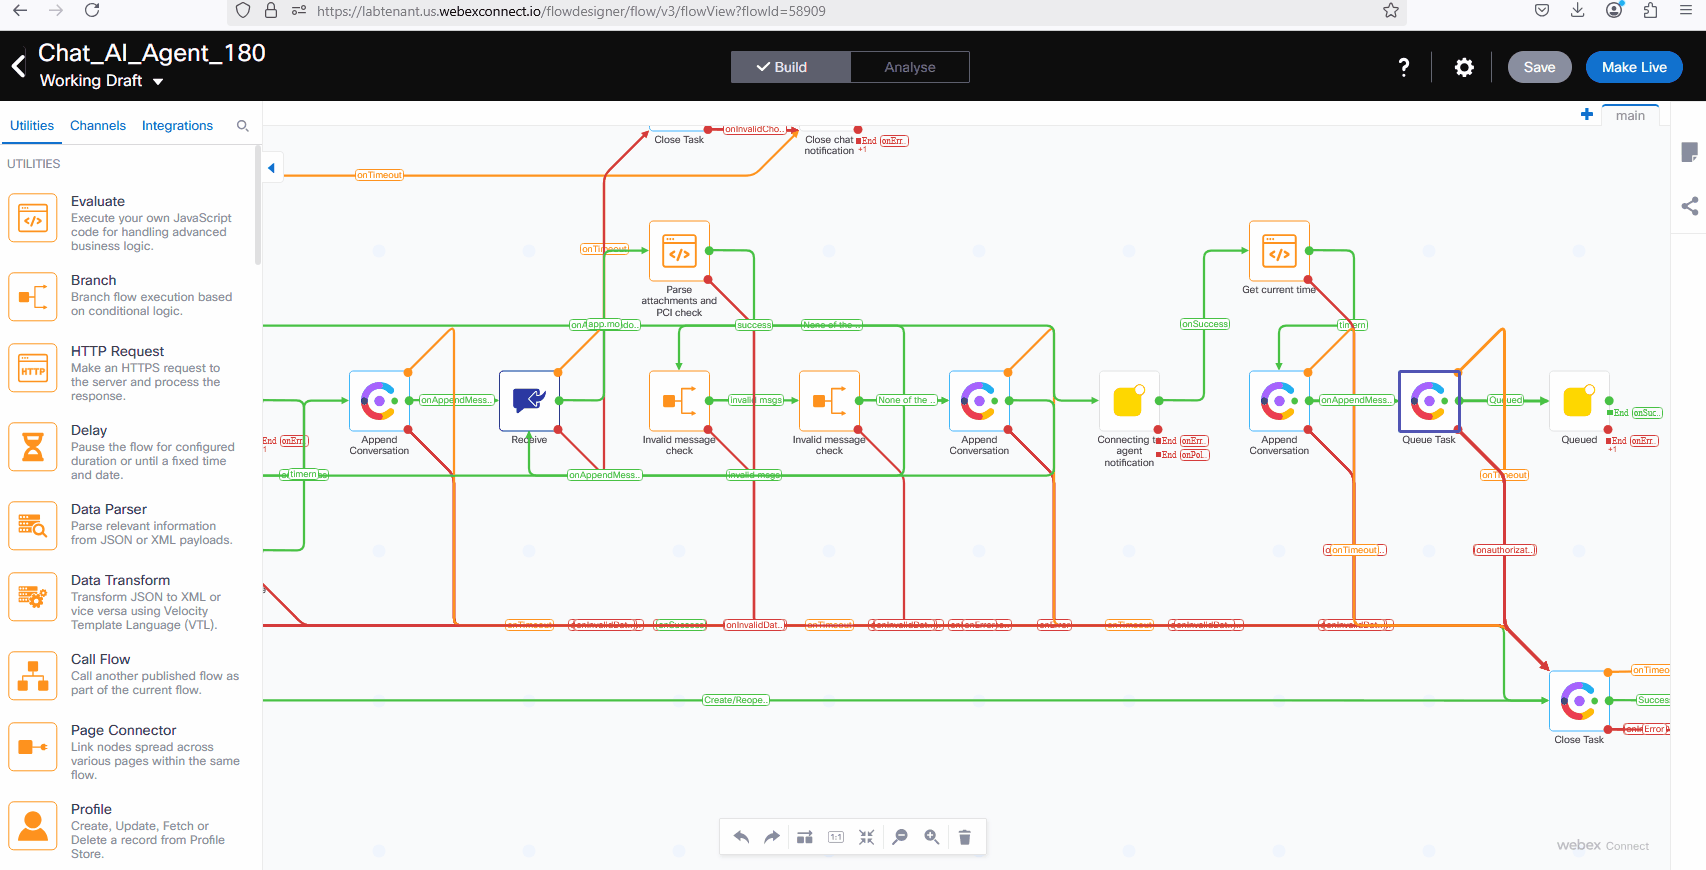 https://labtenant.us.webexconnect.io/flowdesigner/flow/v3/flowView?flowId=58909
Chat_AI_Agent_180
Working Draft
Build
Analyse
?
Save
Make Live
Utilities
Channels
Integrations
main
UTILITIES
Evaluate
Execute your own JavaScript
code for handling advanced
business logic.
Branch
Branch flow execution based
on conditional logic.
HTTP Request
Make an HTTPS request to
the server and process the
response.
Delay
Pause the flow for configured
duration or until a fixed time
and date.
Data Parser
Parse relevant information
from JSON or XML payloads.
Data Transform
Transform JSON to XML or
vice versa using Velocity
Template Language (VTL).
Call Flow
Call another published flow as
part of the current flow.
Page Connector
Link nodes spread across
various pages within the same
flow.
Profile
Create, Update, Fetch or
Delete a record from Profile
Store.
Close Task
onInvalidCho..
Close chat
notification
End
onErr..
+1
onTimeout
onTimeout
Parse
attachments and
PCI check
Get current time
app.mo
success
None of the ..
onSuccess
timern
onAppendMess..
invalid msgs
None of the ..
onAppendMess..
Queued
End
onErr..
Append
Conversation
Receive
Invalid message
check
Invalid message
check
Append
Conversation
Connecting t
agent
notification
End
onErr..
End
onPol..
Append
Conversation
Queue Task
Queued
End
onSuc..
End
onErr..
+1
timern
onAppendMess..
invalid msgs
onTimeout
onTimeout
onauthorizat..
onTimeout
onInvalidDat..
onSuccess
onInvalidDat..
onTimeout
onInvalidDat..
onError
onTimeout
onInvalidDat..
onInvalidDat..
Create/Reope..
onTimeo
Succes
Error
Close Task
1:1
webex Connect